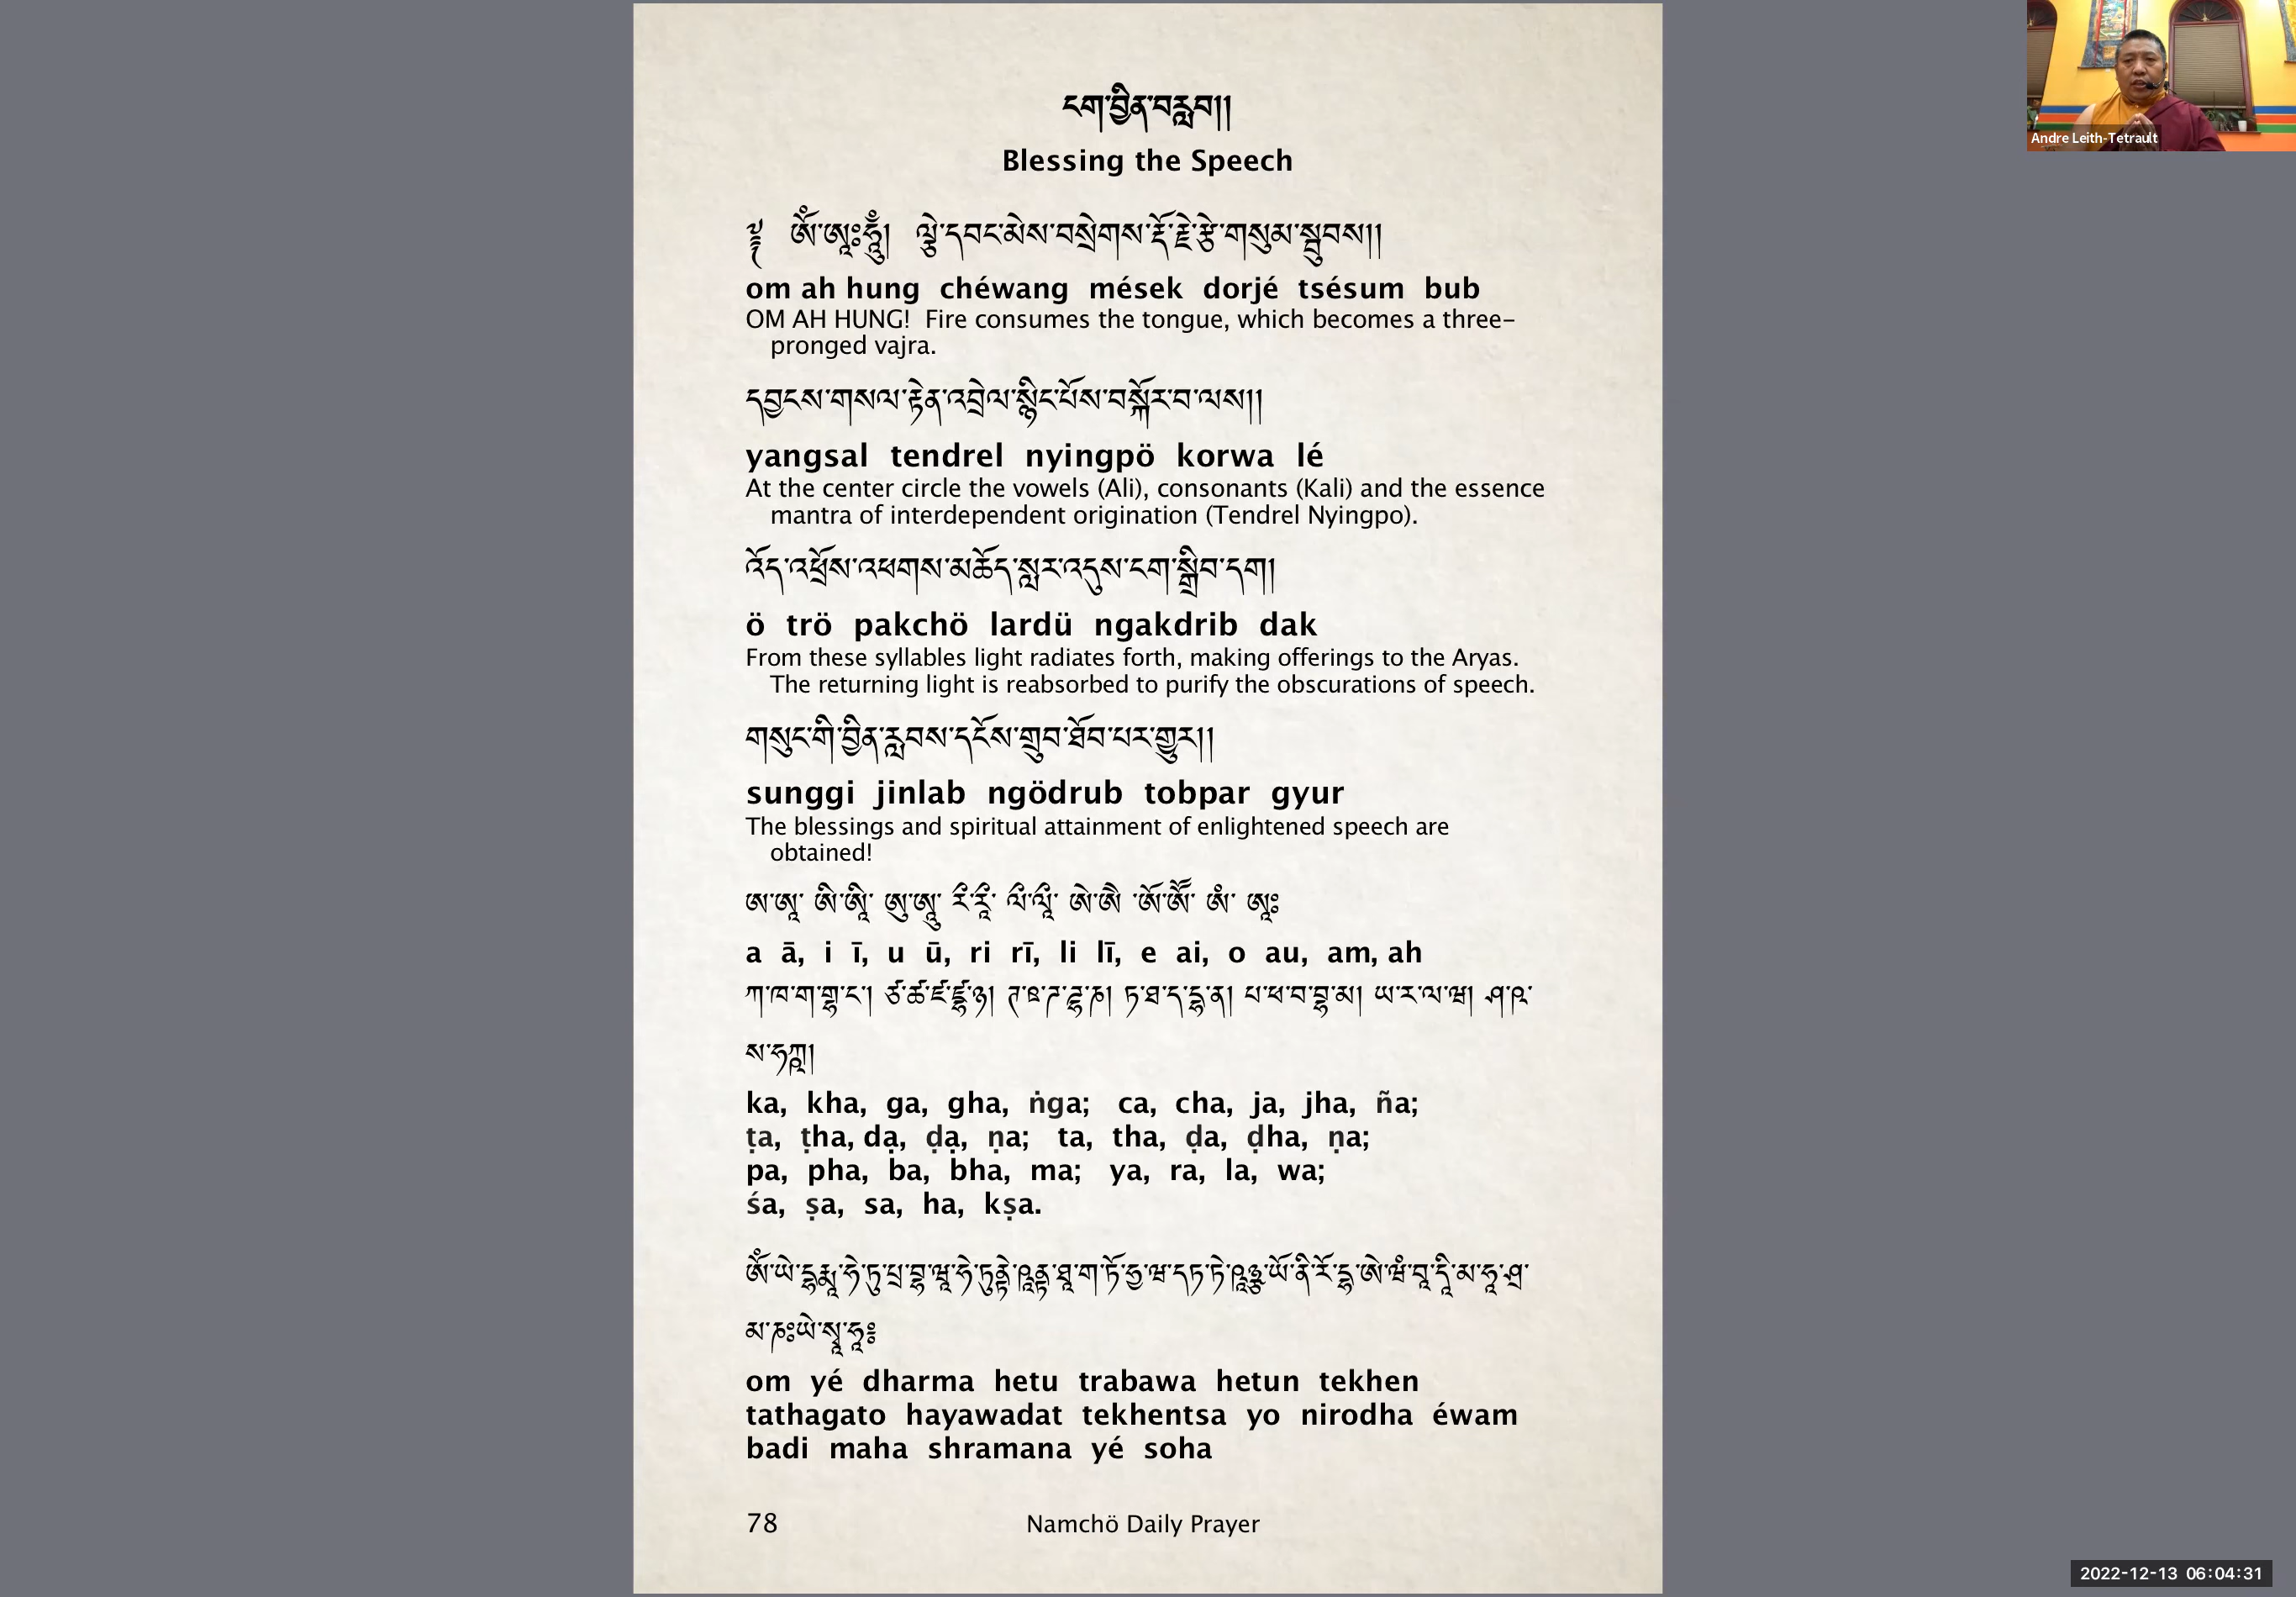 ངག་བྱིན་བརླབ།།
Blessing the Speech
༈ ཨོཾ་ཨཱཿཧཱུྃ། ལྕེ་དབང་མེས་བསྲེགས་རྡོ་རྗེ་རྩེ་གསུམ་སྦུབས།།
om ah hung chéwang mések dorjé tsésum bub
OM AH HUNG! Fire consumes the tongue, which becomes a three-
pronged vajra.
དབྱངས་གསལ་རྟེན་འབྲེལ་སྙིང་པོས་བསྐོར་བ་ལས།།
yangsal tendrel nyingpö korwa lé
At the center circle the vowels (Ali), consonants (Kali) and the essence
mantra of interdependent origination (Tendrel Nyingpo).
འོད་འཕྲོས་འཕགས་མཆོད་སླར་འདུས་ངག་སྒྲིབ་དག།
ö trö pakchö lardü ngakdrib dak
From these syllables light radiates forth, making offerings to the Aryas.
The returning light is reabsorbed to purify the obscurations of speech.
གསུང་གི་བྱིན་རླབས་དངོས་གྲུབ་ཐོབ་པར་གྱུར།།
sunggi jinlab ngödrub tobpar gyur
The blessings and spiritual attainment of enlightened speech are
obtained!
ཨ་ཨཱ་ ཨི་ཨཱི་ ཨུ་ཨཱུ་ རྀ་རཱྀ་ ལྀ་ལཱྀ་ ཨེ་ཨཻ ་ཨོ་ཨཽ་ ཨཾ་ ཨཱཿ
a ā, i ī, u ū, ri rī, li lī, e ai, o au, am, ah
ཀ་ཁ་ག་གྷ་ང་། ཙ་ཚ་ཛ་ཛྷ་ཉ། ཊ་ཋ་ཌ་ཌྷ་ཎ། ཏ་ཐ་ད་དྷ་ན། པ་ཕ་བ་བྷ་མ། ཡ་ར་ལ་ཝ། ཤ་ཥ་
ས་ཧ་ཀྵ།
ka, kha, ga, gha, ṅga; ca, cha, ja, jha, ña;
ṭa, ṭha, dạ, ḍạ, ṇa; ta, tha, ḍa, ḍha, ṇa;
pa, pha, ba, bha, ma; ya, ra, la, wa;
śa, ṣa, sa, ha, kṣa.
ཨོཾ་ཡེ་དྷརྨཱ་ཧེ་ཏུ་པྲ་བྷ་ཝཱ་ཧེ་ཏུནྟེ་ཥཱནྟ་ཐཱ་ག་ཏོ་ཧྱ་ཝ་དཏ་ཏེ་ཥཱཉྩ་ཡོ་ནི་རོ་དྷ་ཨེ་ཝཾ་བཱ་དཱི་མ་ཧཱ་ཤྲ་
མ་ཎཿཡེ་སྭཱ་ཧཱ༔
om yé dharma hetu trabawa hetun tekhen
tathagato hayawadat tekhentsa yo nirodha éwam
badi maha shramana yé soha
78 Namchö Daily Prayer
Andre Leith-Tetrault
2022-12-13 06:04:31